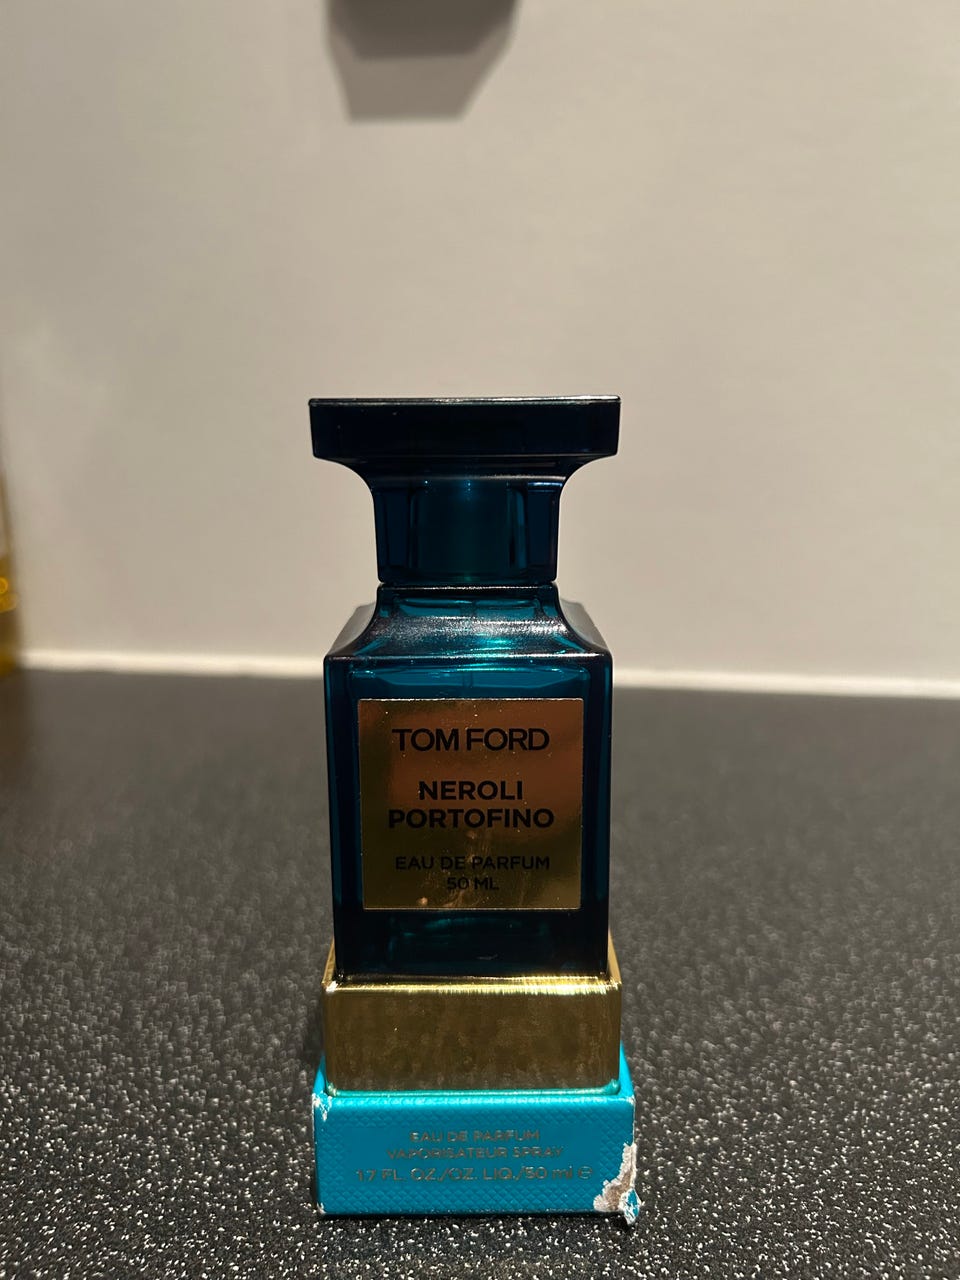 TOM FORD
NEROLI
PORTOFINO
EAU DE PARFUM
50 ML
EAU DE PARFUM
VAPORISATEUR SPRAY
1.7 FL. OZ./OZ. LIQ./50 ml ℮